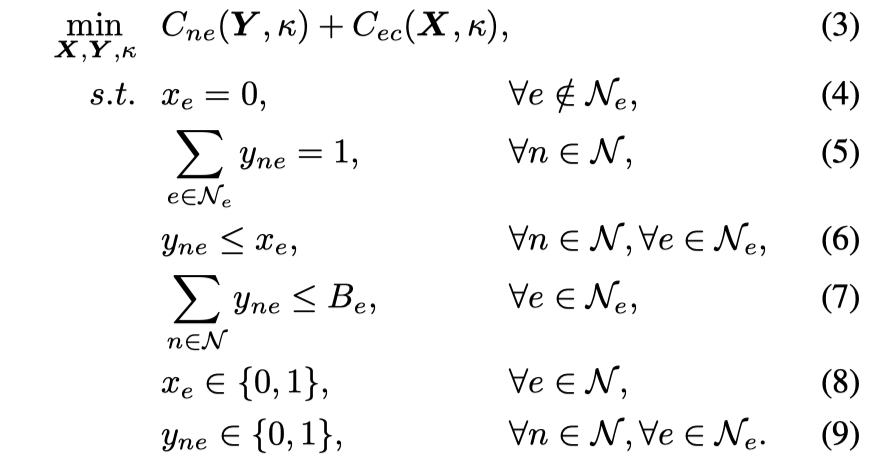 min C_{ne}(Y, κ) + C_{ec}(X, κ), (3)
X,Y,κ
s.t. x_e = 0, ∀e ∉ 𝒩_e, (4)
∑_{e∈𝒩_e} y_{ne} = 1, ∀n ∈ 𝒩, (5)
y_{ne} ≤ x_e, ∀n ∈ 𝒩, ∀e ∈ 𝒩_e, (6)
∑_{n∈𝒩} y_{ne} ≤ B_e, ∀e ∈ 𝒩_e, (7)
x_e ∈ {0, 1}, ∀e ∈ 𝒩, (8)
y_{ne} ∈ {0, 1}, ∀n ∈ 𝒩, ∀e ∈ 𝒩_e. (9)